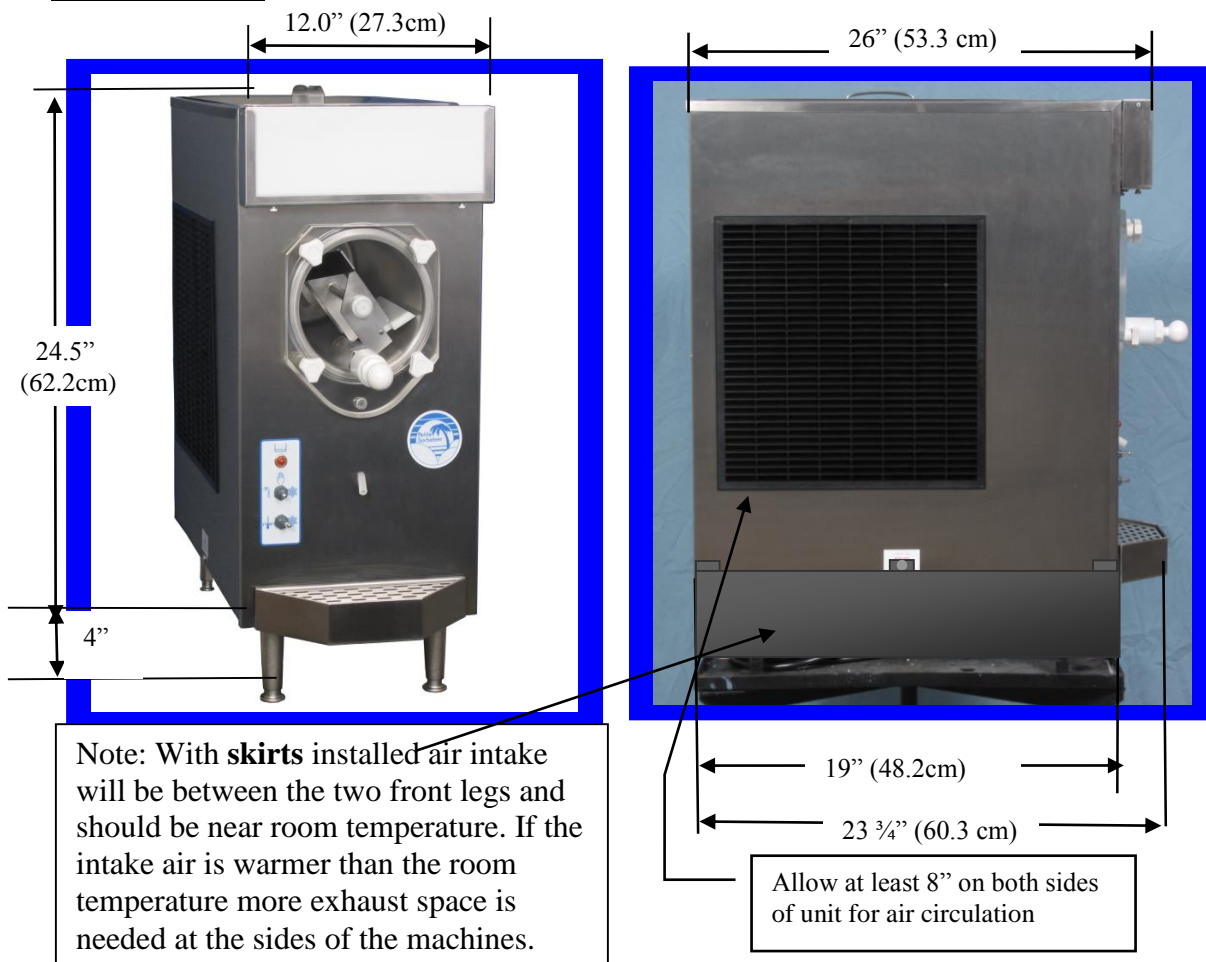 12.0” (27.3cm)
26” (53.3 cm)
24.5”
(62.2cm)
4”
Note: With skirts installed air intake
will be between the two front legs and
should be near room temperature. If the
intake air is warmer than the room
temperature more exhaust space is
needed at the sides of the machines.
19” (48.2cm)
23 ¾” (60.3 cm)
Allow at least 8” on both sides
of unit for air circulation